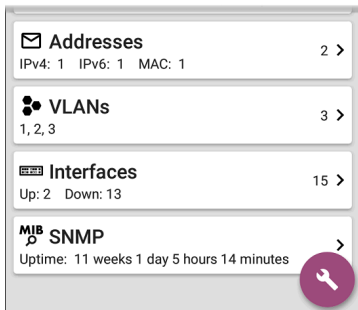 Addresses
2
IPv4: 1 IPv6: 1 MAC: 1
VLANs
3
1, 2, 3
Interfaces
15
Up: 2 Down: 13
MIB
SNMP
Uptime: 11 weeks 1 day 5 hours 14 minutes